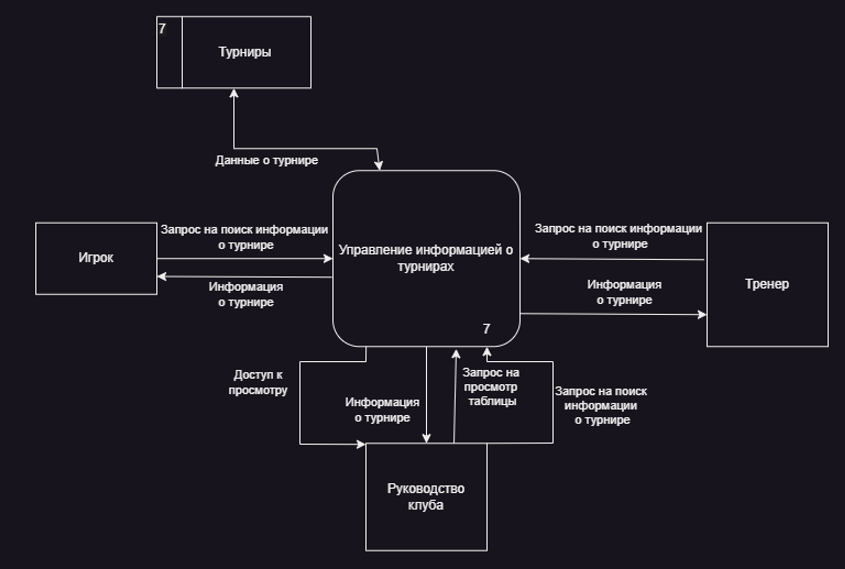 7
Турниры
Данные о турнире
Запрос на поиск информации
о турнире
Игрок
Информация
о турнире
Управление информацией о
турнирах
7
Запрос на поиск информации
о турнире
Информация
о турнире
Тренер
Доступ к
просмотру
Информация
о турнире
Запрос на
просмотр
таблицы
Запрос на поиск
информации
о турнире
Руководство
клуба